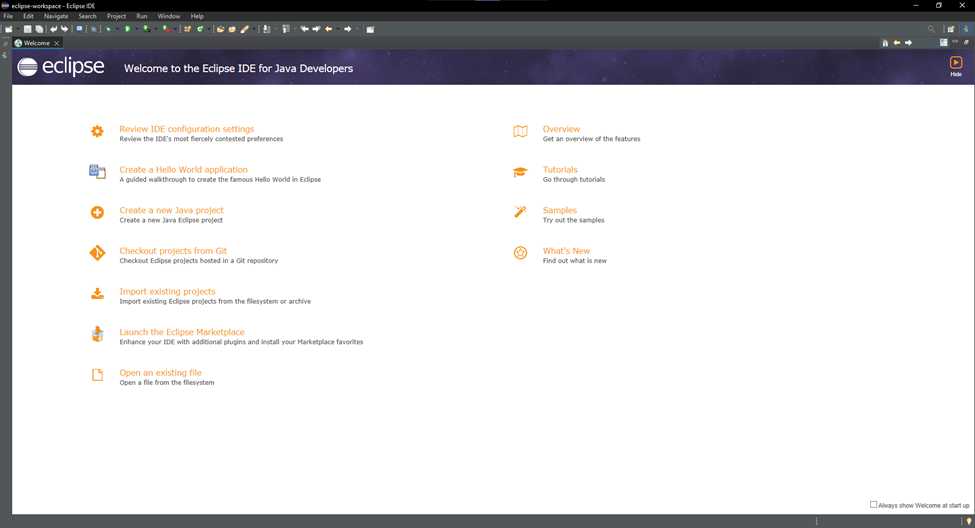 eclipse-workspace - Eclipse IDE
File Edit Navigate Search Project Run Window Help
Welcome
eclipse
Welcome to the Eclipse IDE for Java Developers
Hide
Review IDE configuration settings
Review the IDE's most fiercely contested preferences
Create a Hello World application
A guided walkthrough to create the famous Hello World in Eclipse
Create a new Java project
Create a new Java Eclipse project
Checkout projects from Git
Checkout Eclipse projects hosted in a Git repository
Import existing projects
Import existing Eclipse projects from the filesystem or archive
Launch the Eclipse Marketplace
Enhance your IDE with additional plugins and install your Marketplace favorites
Open an existing file
Open a file from the filesystem
Overview
Get an overview of the features
Tutorials
Go through tutorials
Samples
Try out the samples
What's New
Find out what is new
Always show Welcome at start up